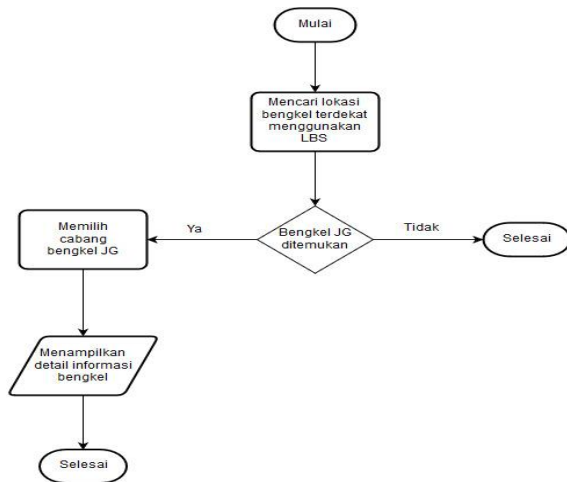 Mulai
Mencari lokasi
bengkel terdekat
menggunakan
LBS
Bengkel JG
ditemukan
Ya
Tidak
Memilih
cabang
bengkel JG
Selesai
Menampilkan
detail informasi
bengkel
Selesai